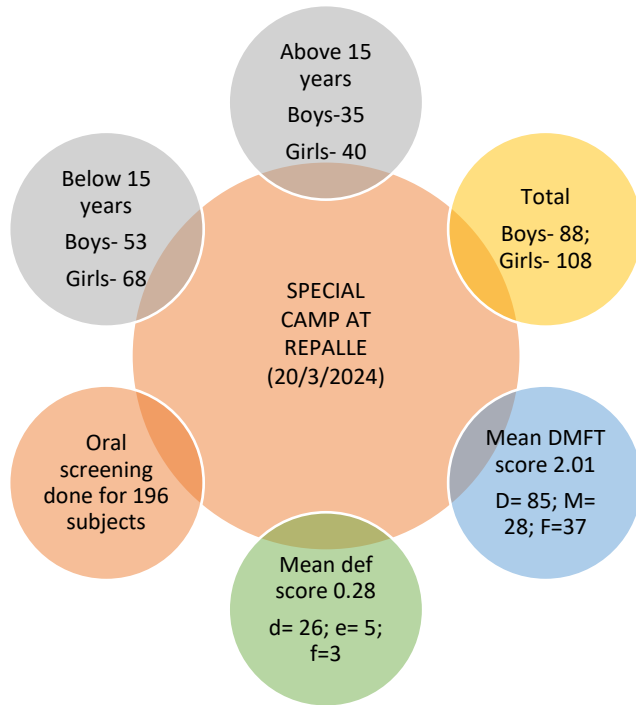 Above 15
years
Boys-35
Girls- 40
Total
Boys- 88;
Girls- 108
Mean DMFT
score 2.01
D= 85; M=
28; F=37
Mean def
score 0.28
d= 26; e= 5;
f=3
Oral
screening
done for 196
subjects
Below 15
years
Boys- 53
Girls- 68
SPECIAL
CAMP AT
REPALLE
(20/3/2024)